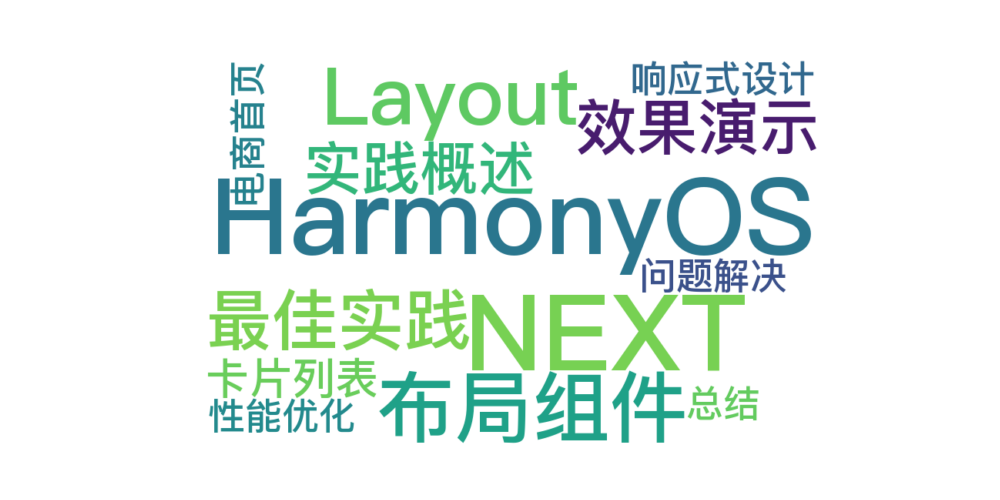 电商首页
Layout
响应式设计
效果演示
实践概述
HarmonyOS
问题解决
最佳实践
NEXT
卡片列表
布局组件
总结
性能优化